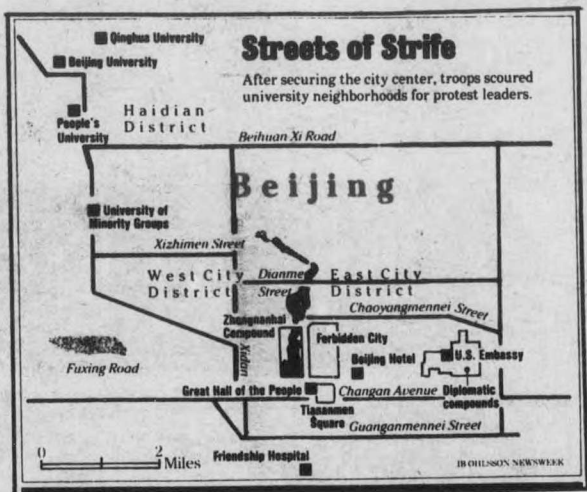 Streets of Strife
After securing the city center, troops scoured
university neighborhoods for protest leaders.
Qinghua University
Beijing University
People's
University
Haidian
District
Beihuan Xi Road
Beijing
University of
Minority Groups
Xizhimen Street
West City
District
Dianmen
Street
East City
District
Chaoyangmennei Street
Zhongnanhai
Compound
Forbidden City
Xidan
Beijing Hotel
U.S. Embassy
Fuxing Road
Great Hall of the People
Changan Avenue
Diplomatic
compounds
Tiananmen
Square
Guanganmennei Street
0 2
Miles
Friendship Hospital
IB OHLSSON NEWSWEEK